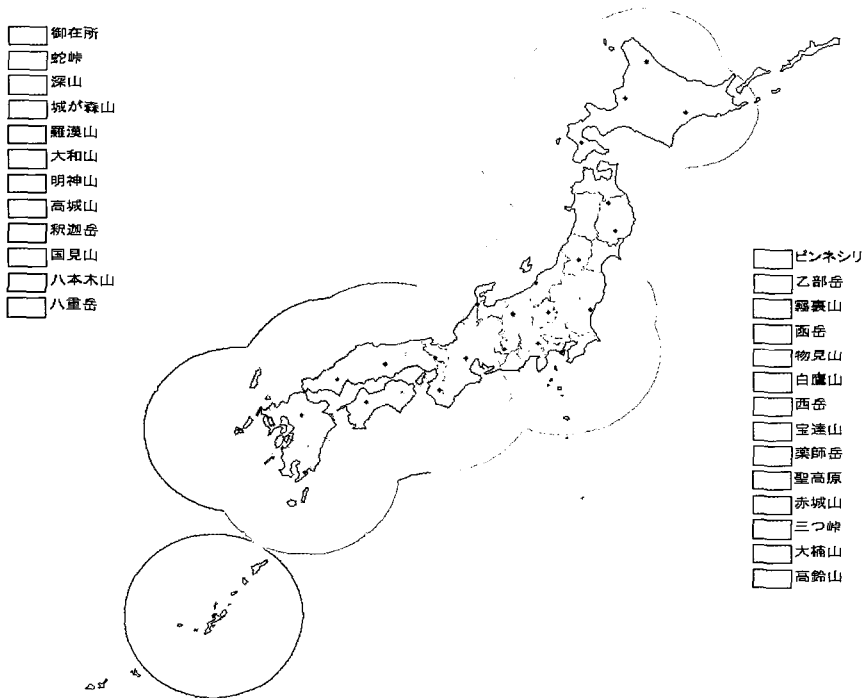 御在所
蛇峠
深山
城が森山
羅漢山
大和山
明神山
高城山
釈迦岳
国見山
八本木山
八重岳
ピンネシリ
乙部岳
霧裏山
函岳
物見山
白鷹山
西岳
宝達山
薬師岳
聖高原
赤城山
三つ峠
大楠山
高鈴山